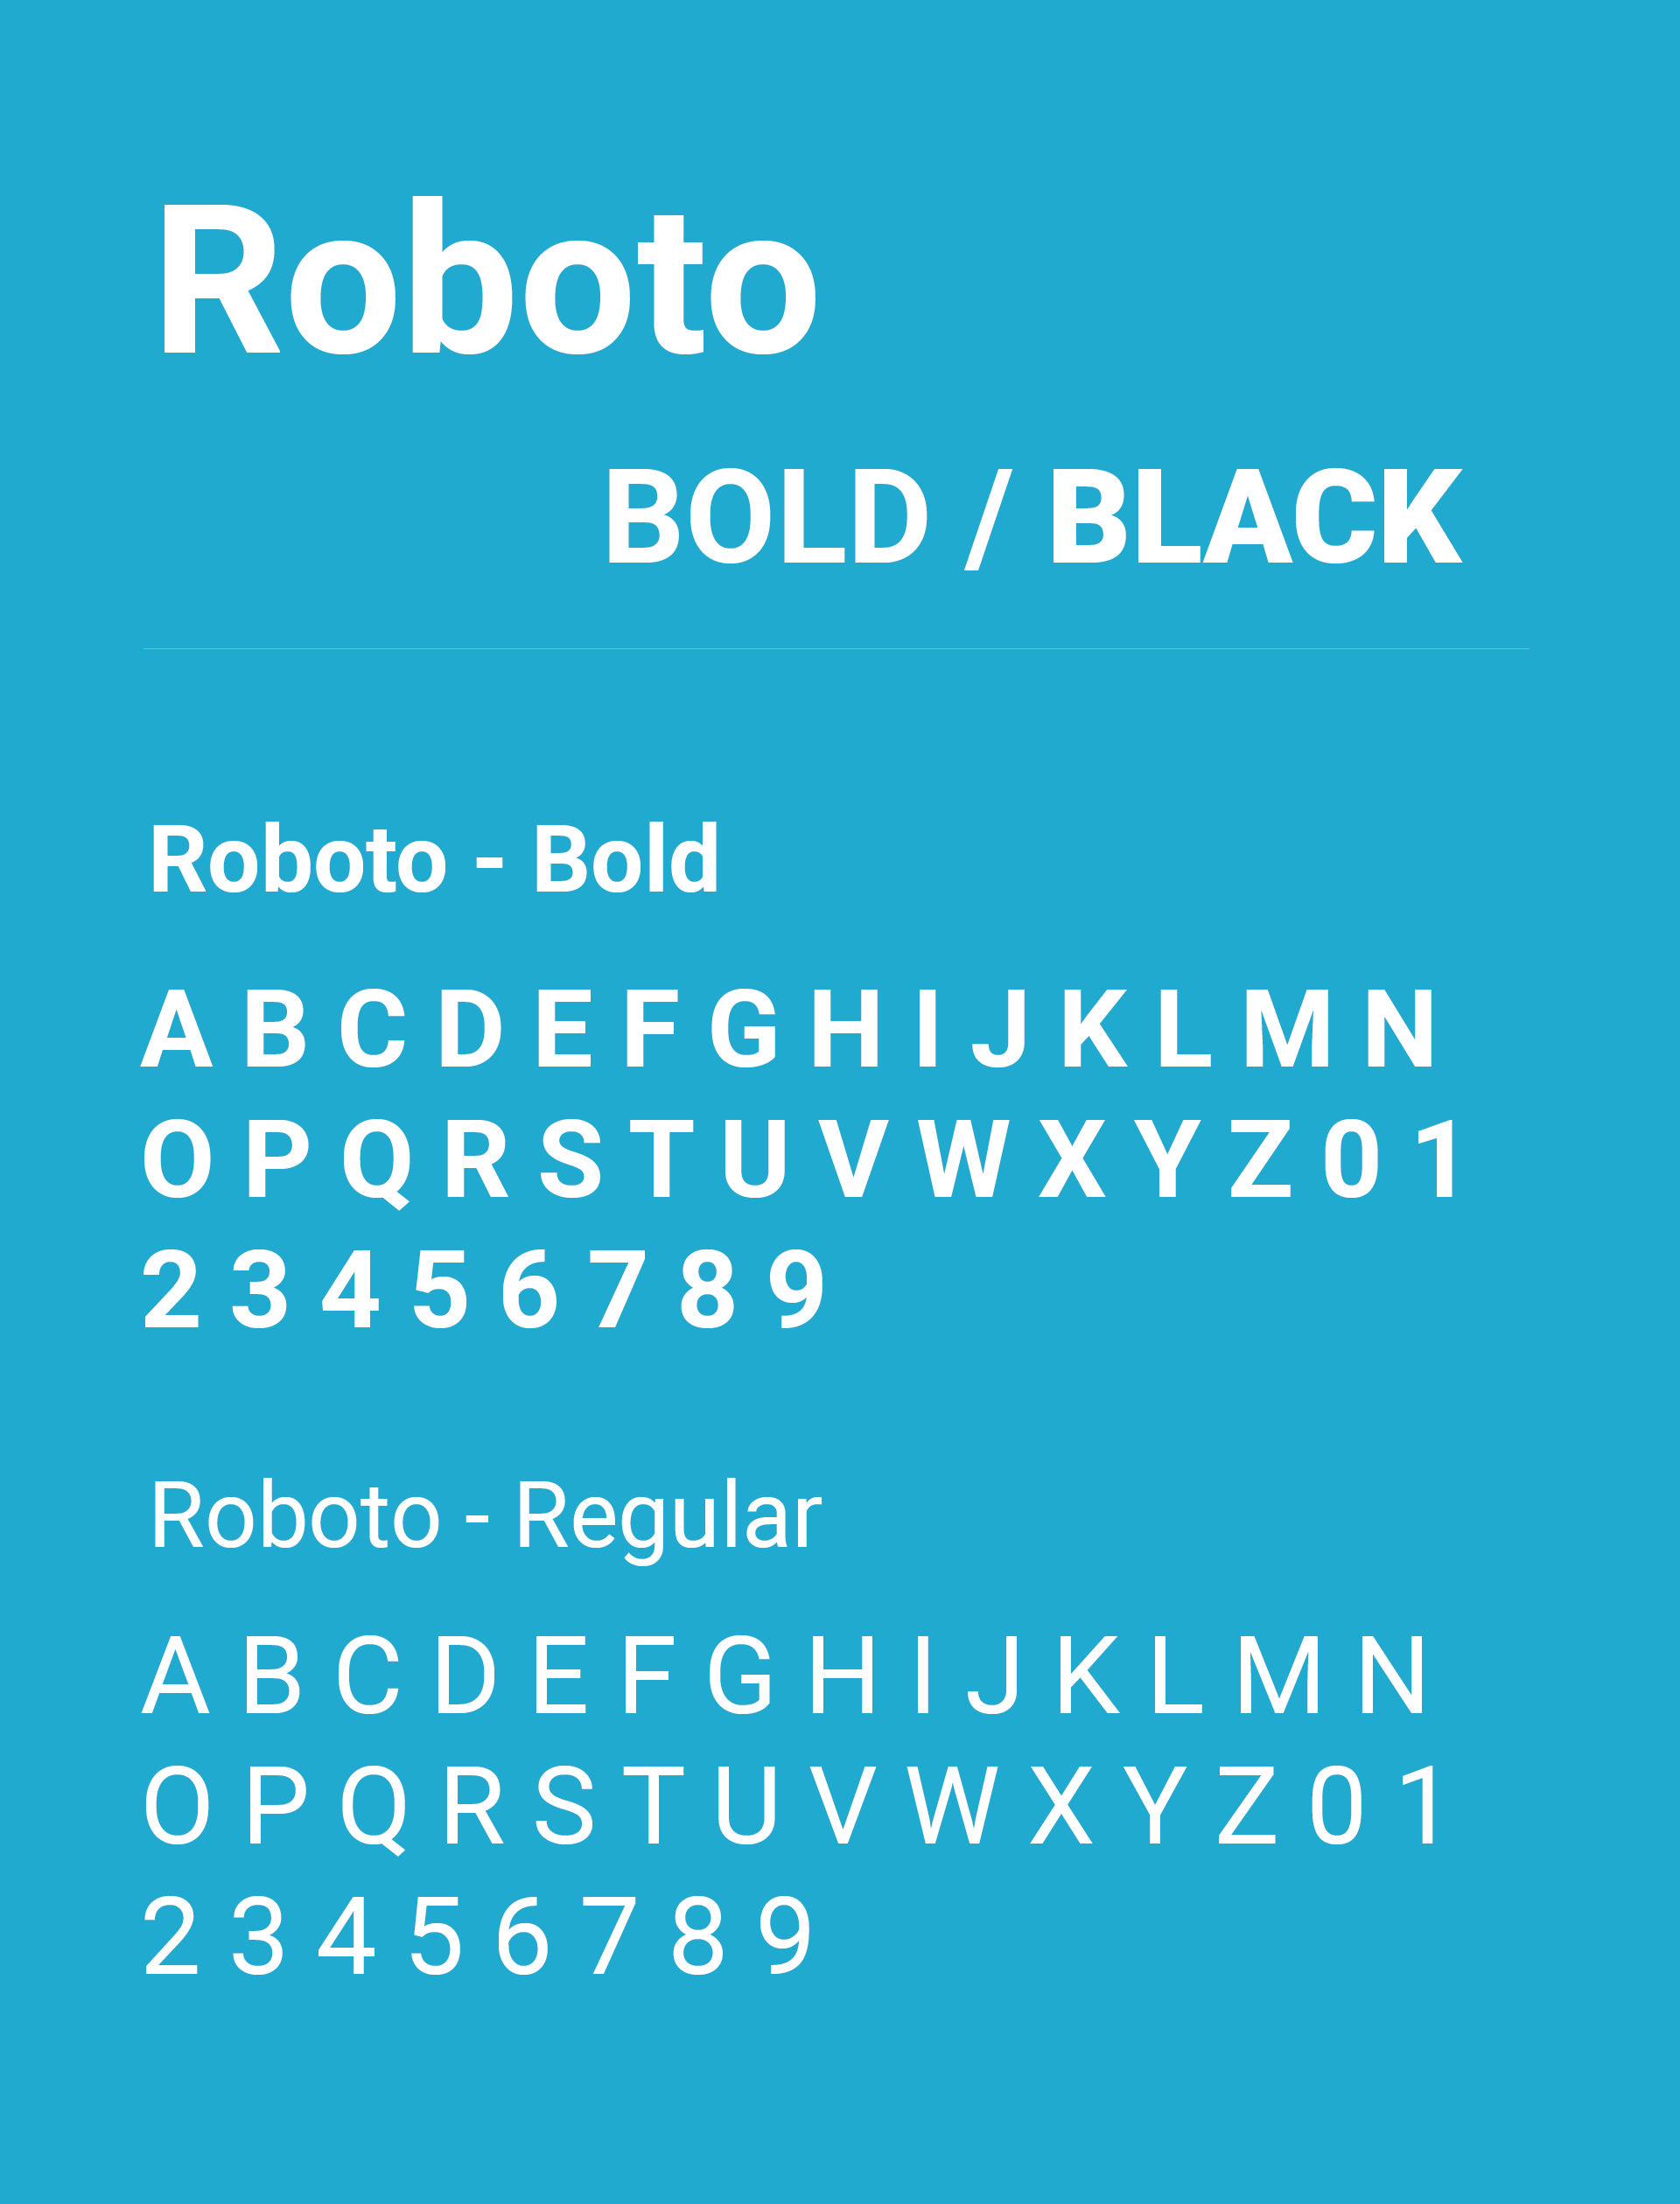 Roboto
BOLD / BLACK
Roboto - Bold
A B C D E F G H I J K L M N
O P Q R S T U V W X Y Z 0 1
2 3 4 5 6 7 8 9
Roboto - Regular
A B C D E F G H I J K L M N
O P Q R S T U V W X Y Z 0 1
2 3 4 5 6 7 8 9